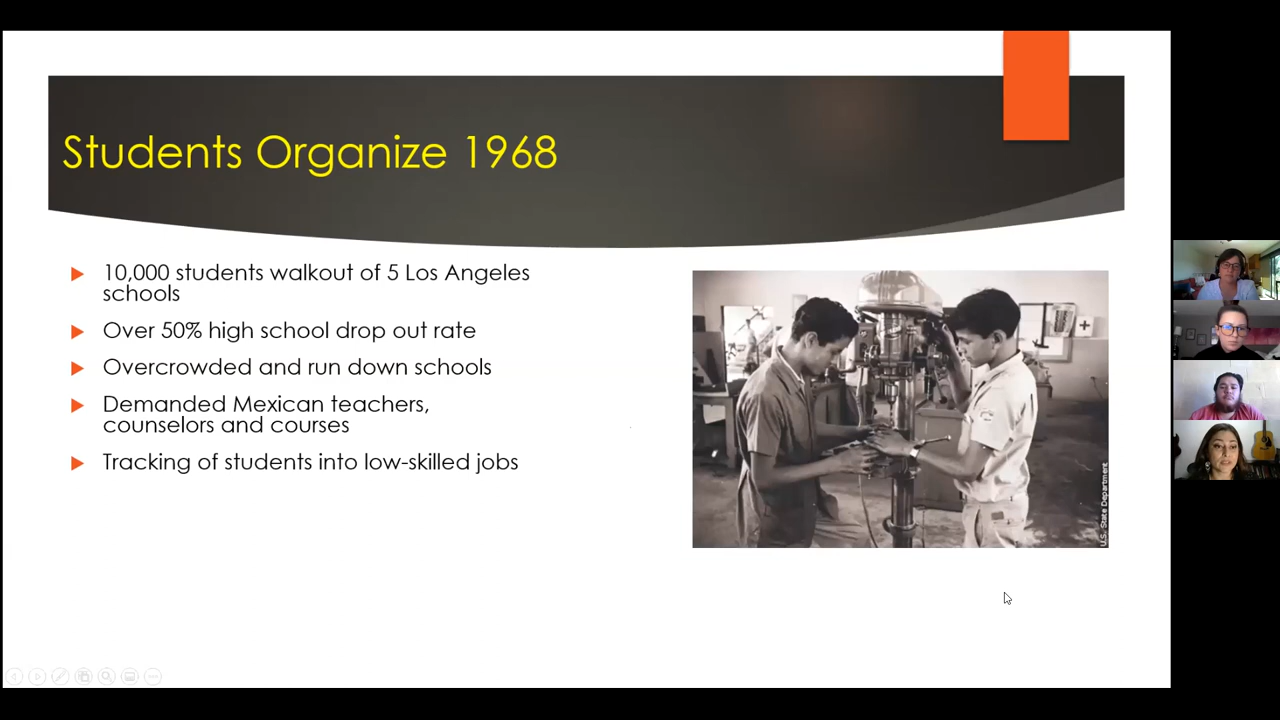 Students Organize 1968
10,000 students walkout of 5 Los Angeles
schools
Over 50% high school drop out rate
Overcrowded and run down schools
Demanded Mexican teachers,
counselors and courses
Tracking of students into low-skilled jobs
U.S. State Department